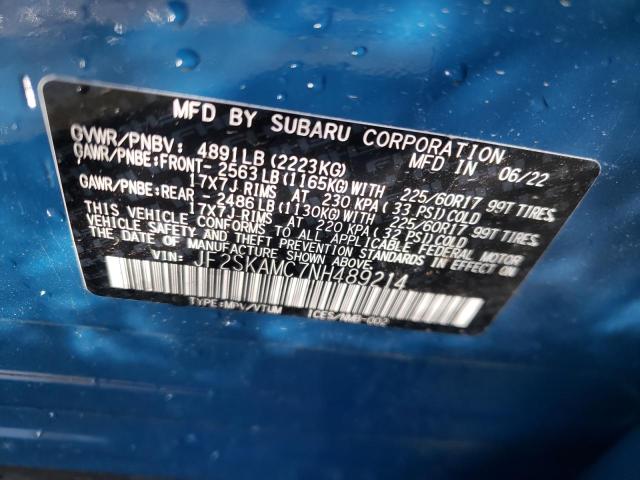 MFD BY SUBARU CORPORATION
MFD. IN 06/22
GVWR/PNBV: 4891LB(2223KG)
GAWR/PNBE:FRONT-2563LB(1165KG)WITH 225/60R17 99T TIRES,
17X7J RIMS AT 230 KPA(33 PSI)COLD
GAWR/PNBE:REAR -2486LB(1130KG)WITH 225/60R17 99T TIRES,
17X7J RIMS AT 220 KPA(32 PSI)COLD
THIS VEHICLE CONFORMS TO ALL APPLICABLE FEDERAL MOTOR
VEHICLE SAFETY STANDARDS IN EFFECT ON
THE DATE OF MANUFACTURE SHOWN ABOVE.
VIN: JF2SKAMC7NH489214
TYPE:MPV/VTUM ICES/NMB-002